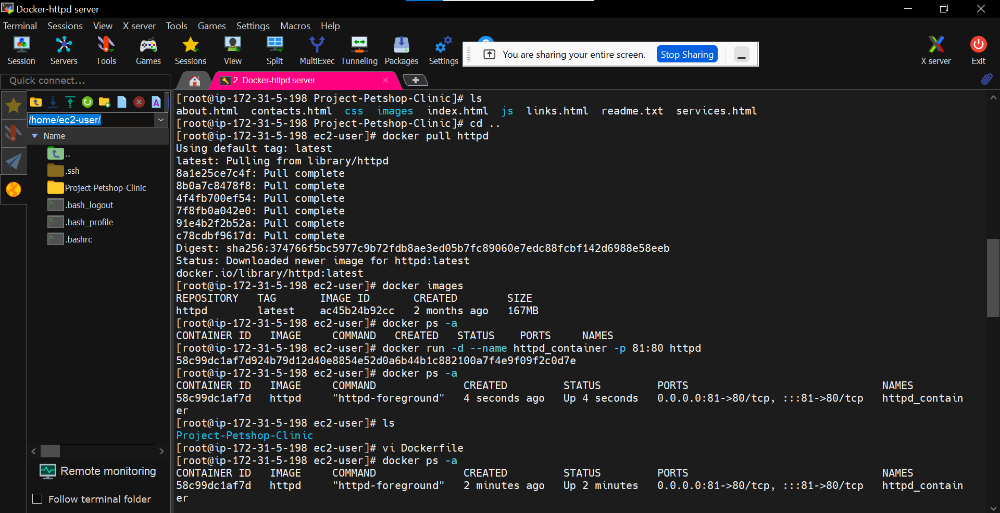 Docker-httpd server
Terminal Sessions View X server Tools Games Settings Macros Help
Session Servers Tools Games Sessions View Split MultiExec Tunneling Packages Settings
You are sharing your entire screen. Stop Sharing
X server Exit
Quick connect...
2. Docker-httpd server
/home/ec2-user/
Name
..
.ssh
Project-Petshop-Clinic
.bash_logout
.bash_profile
.bashrc
Remote monitoring
Follow terminal folder
[root@ip-172-31-5-198 Project-Petshop-Clinic]# ls
about.html contacts.html css images index.html js links.html readme.txt services.html
[root@ip-172-31-5-198 Project-Petshop-Clinic]# cd ..
[root@ip-172-31-5-198 ec2-user]# docker pull httpd
Using default tag: latest
latest: Pulling from library/httpd
8a1e25ce7c4f: Pull complete
8b0a7c8478f8: Pull complete
4f4fb700ef54: Pull complete
7f8fb0a042e0: Pull complete
91e4b2f2b52a: Pull complete
c78cdbf9617d: Pull complete
Digest: sha256:374766f5bc5977c9b72fdb8ae3ed05b7fc89060e7edc88fcbf142d6988e58eeb
Status: Downloaded newer image for httpd:latest
docker.io/library/httpd:latest
[root@ip-172-31-5-198 ec2-user]# docker images
REPOSITORY TAG IMAGE ID CREATED SIZE
httpd latest ac45b24b92cc 2 months ago 167MB
[root@ip-172-31-5-198 ec2-user]# docker ps -a
CONTAINER ID IMAGE COMMAND CREATED STATUS PORTS NAMES
[root@ip-172-31-5-198 ec2-user]# docker run -d --name httpd_container -p 81:80 httpd
58c99dc1af7d924b79d12d40e8854e52d0a6b44b1c882100a7f4e9f09f2c0d7e
[root@ip-172-31-5-198 ec2-user]# docker ps -a
CONTAINER ID IMAGE COMMAND CREATED STATUS PORTS NAMES
58c99dc1af7d httpd "httpd-foreground" 4 seconds ago Up 4 seconds 0.0.0.0:81->80/tcp, :::81->80/tcp httpd_contain
er
[root@ip-172-31-5-198 ec2-user]# ls
Project-Petshop-Clinic
[root@ip-172-31-5-198 ec2-user]# vi Dockerfile
[root@ip-172-31-5-198 ec2-user]# docker ps -a
CONTAINER ID IMAGE COMMAND CREATED STATUS PORTS NAMES
58c99dc1af7d httpd "httpd-foreground" 2 minutes ago Up 2 minutes 0.0.0.0:81->80/tcp, :::81->80/tcp httpd_contain
er